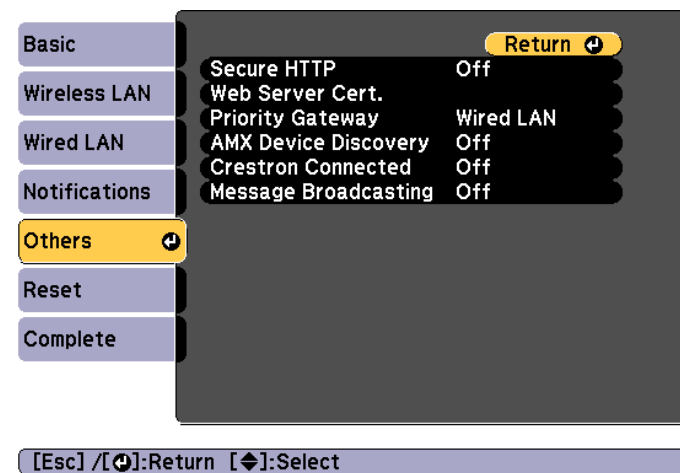 Basic
Wireless LAN
Wired LAN
Notifications
Others
Reset
Complete
Return
Secure HTTP Off
Web Server Cert.
Priority Gateway Wired LAN
AMX Device Discovery Off
Crestron Connected Off
Message Broadcasting Off
[Esc] /[⏎]:Return [◆]:Select